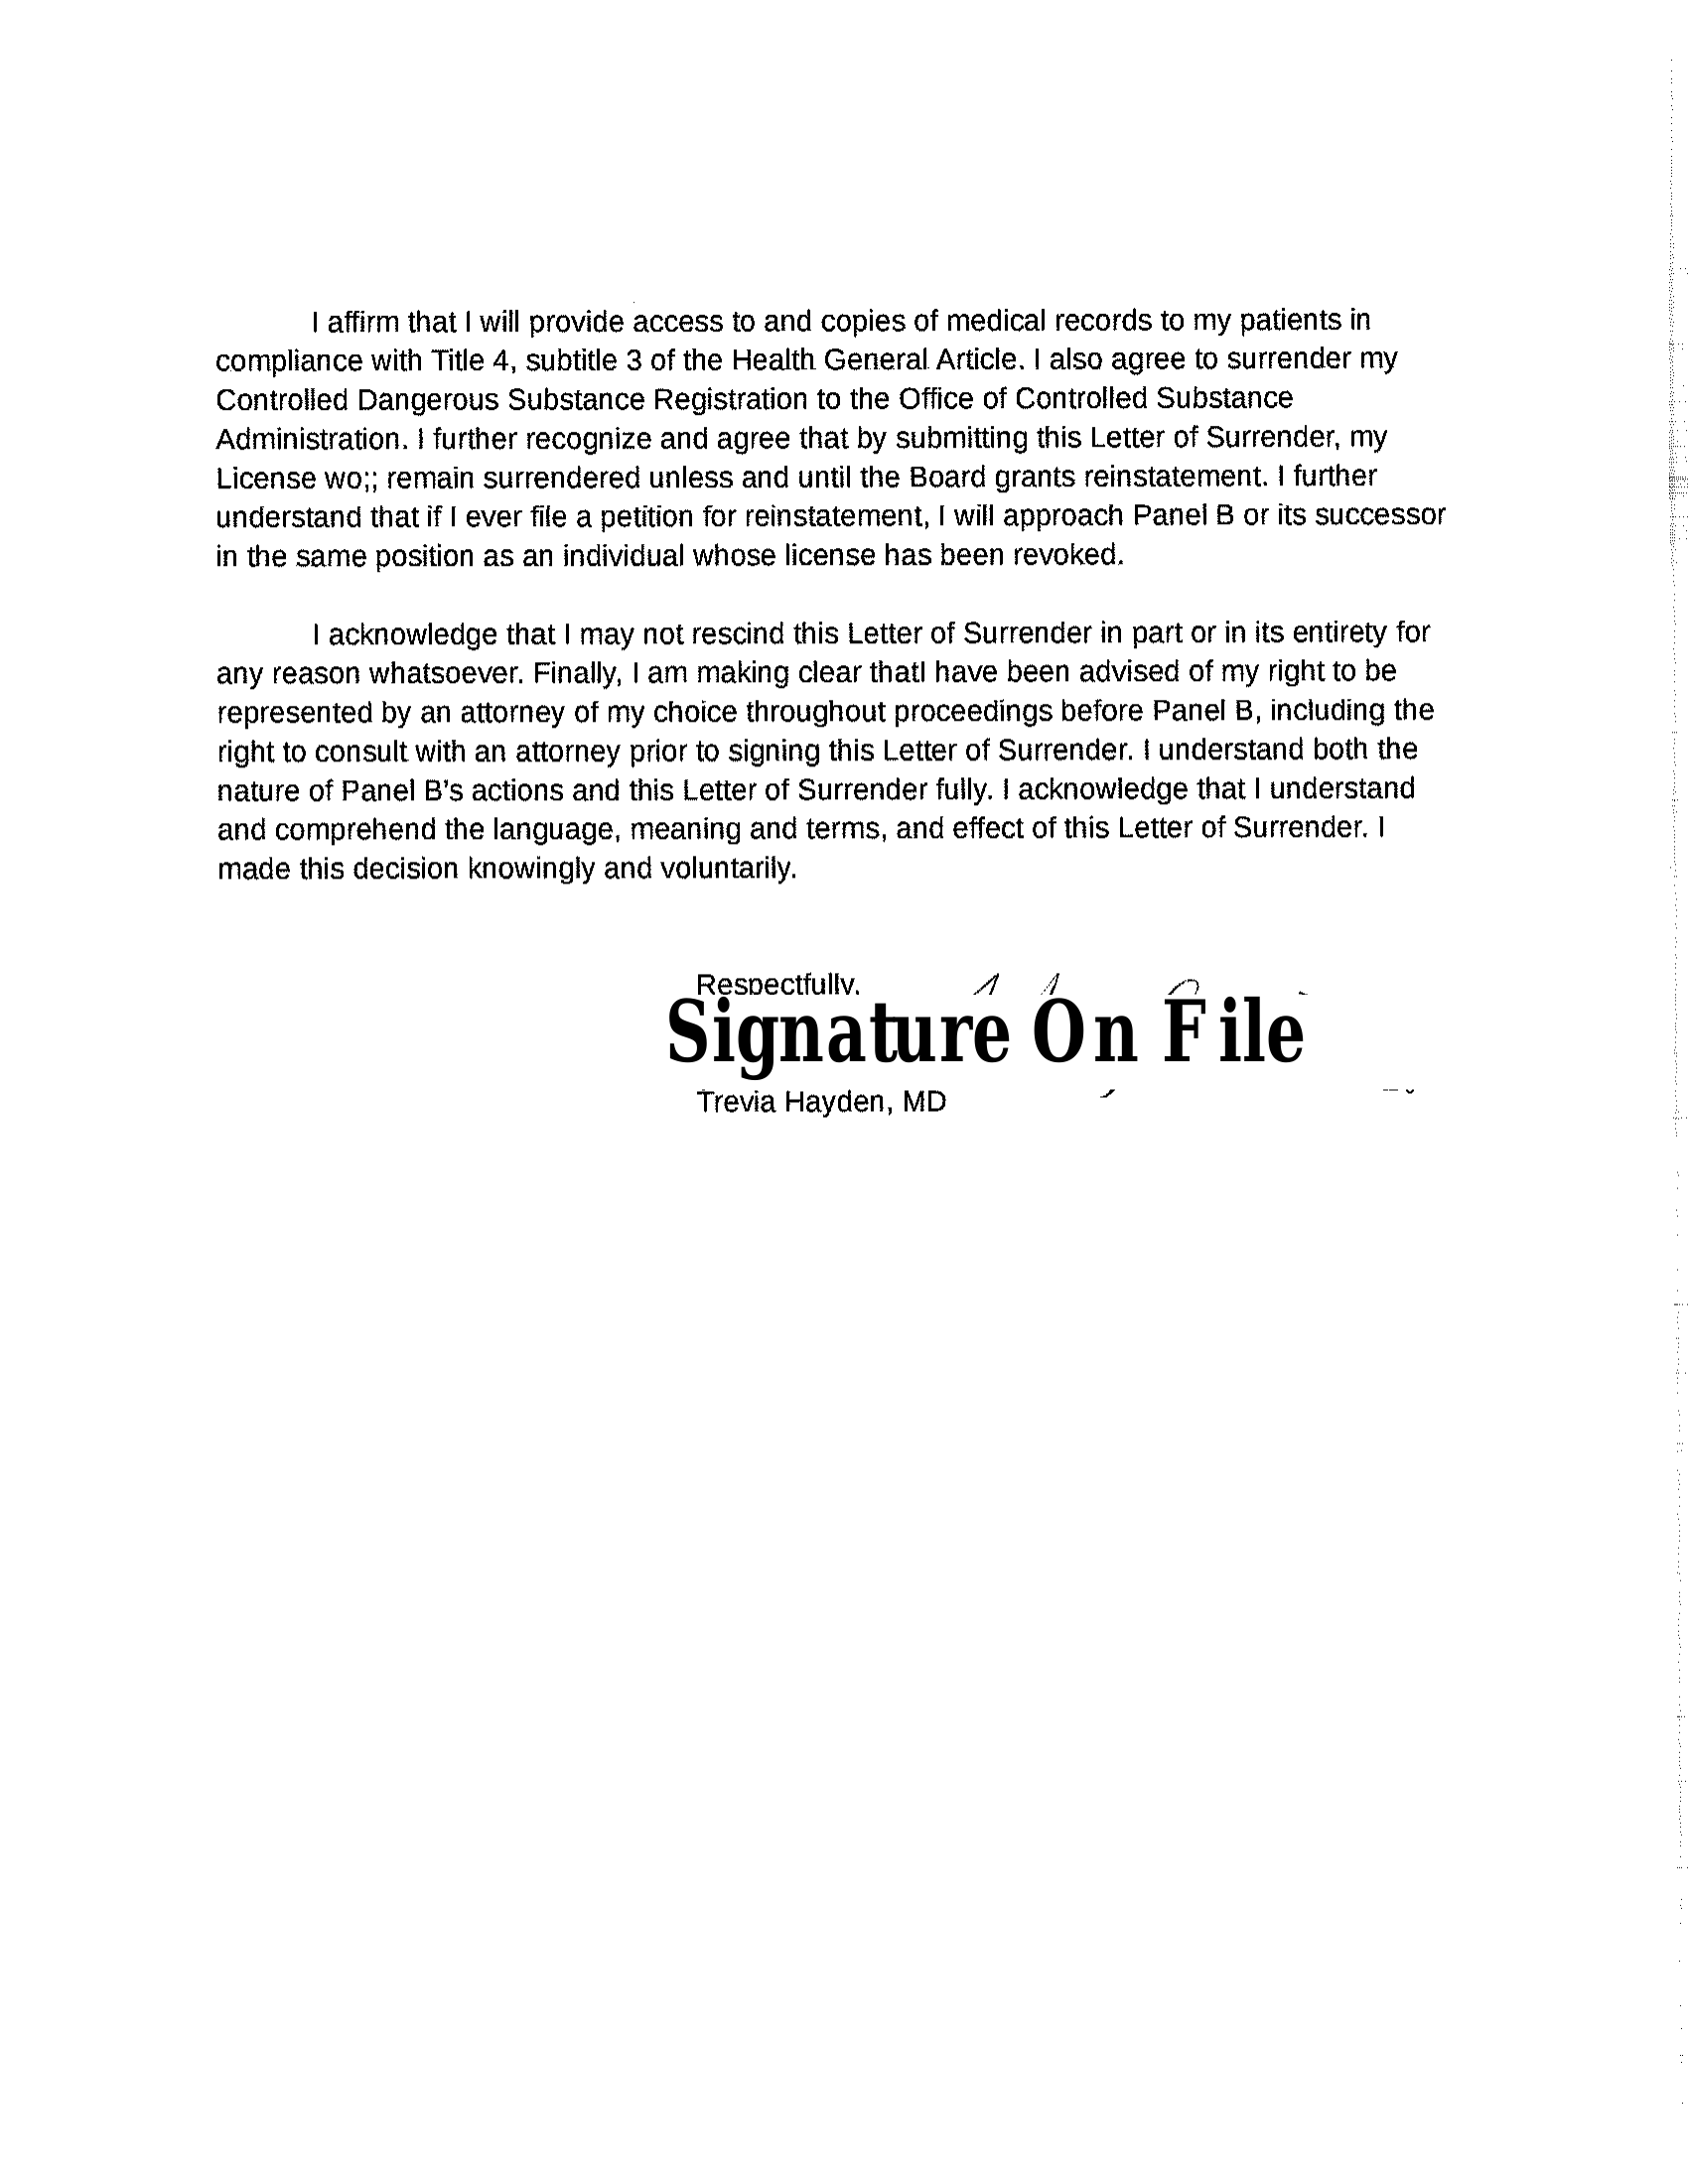 I affirm that I will provide access to and copies of medical records to my patients in
compliance with Title 4, subtitle 3 of the Health General Article. I also agree to surrender my
Controlled Dangerous Substance Registration to the Office of Controlled Substance
Administration. I further recognize and agree that by submitting this Letter of Surrender, my
License wo;; remain surrendered unless and until the Board grants reinstatement. I further
understand that if I ever file a petition for reinstatement, I will approach Panel B or its successor
in the same position as an individual whose license has been revoked.
I acknowledge that I may not rescind this Letter of Surrender in part or in its entirety for
any reason whatsoever. Finally, I am making clear thatI have been advised of my right to be
represented by an attorney of my choice throughout proceedings before Panel B, including the
right to consult with an attorney prior to signing this Letter of Surrender. I understand both the
nature of Panel B's actions and this Letter of Surrender fully. I acknowledge that I understand
and comprehend the language, meaning and terms, and effect of this Letter of Surrender. I
made this decision knowingly and voluntarily.
Respectfully,
Signature On File
Trevia Hayden, MD